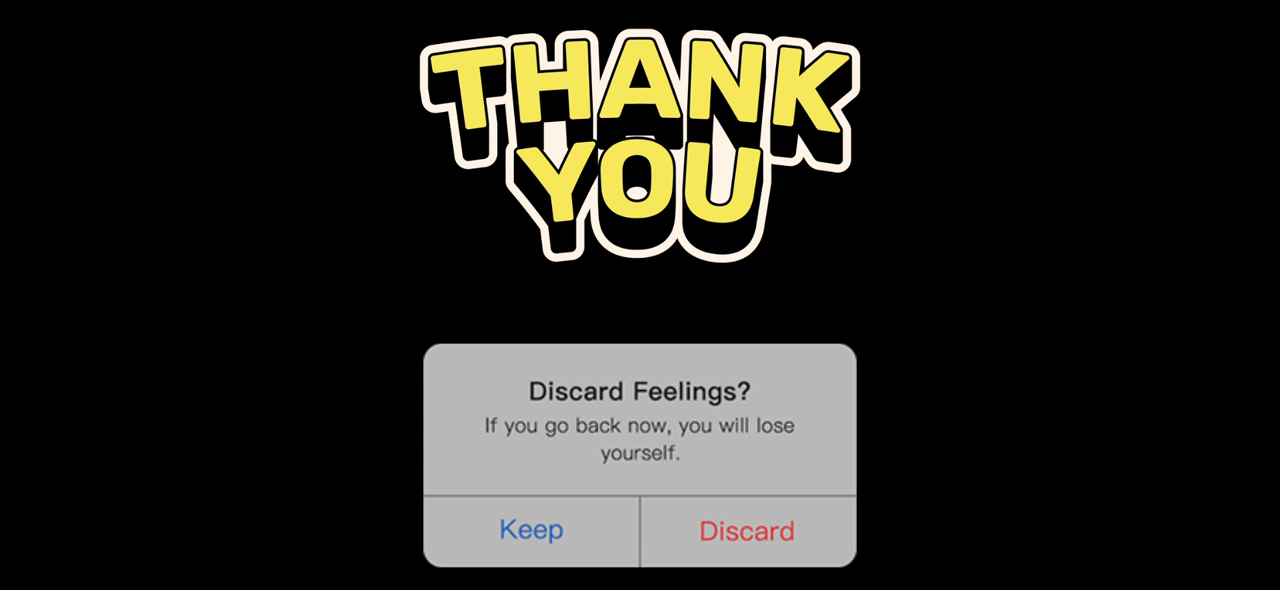 THANK
YOU
Discard Feelings?
If you go back now, you will lose
yourself.
Keep Discard